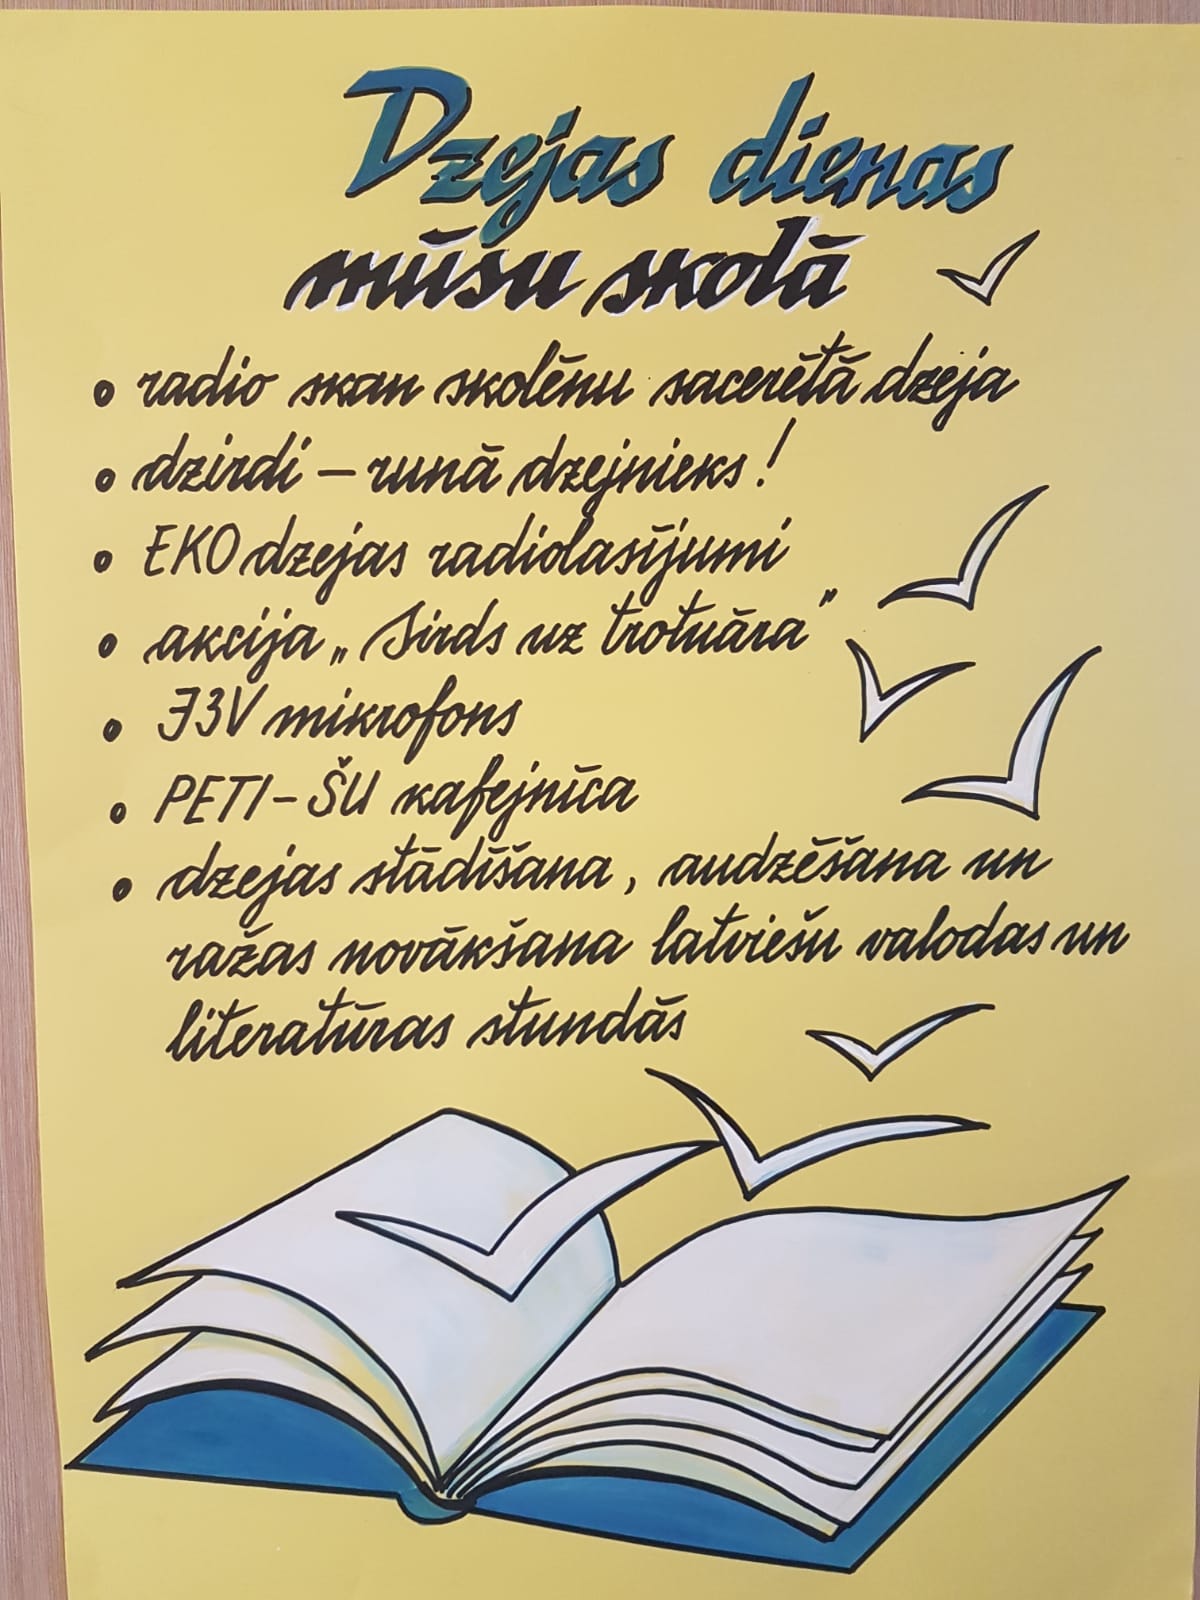 Dzejas dienas
mūsu skolā
• radio skan skolēnu sacerētā dzeja
• dzirdi – runā dzejnieks!
• EKO dzejas radiolasījumi
• akcija „Sirds uz trotuāra”
• J3V mikrofons
• PETI–ŠU kafejnīca
• dzejas stādīšana, audzēšana un
ražas novākšana latviešu valodas un
literatūras stundās